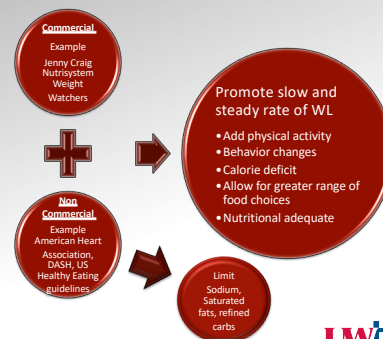 Commercial
Example
Jenny Craig
Nutrisystem
Weight
Watchers
Non
Commercial
Example
American Heart
Association,
DASH, US
Healthy Eating
guidelines
Promote slow and
steady rate of WL
•Add physical activity
•Behavior changes
•Calorie deficit
•Allow for greater range of
food choices
•Nutritional adequate
Limit
Sodium,
Saturated
fats, refined
carbs